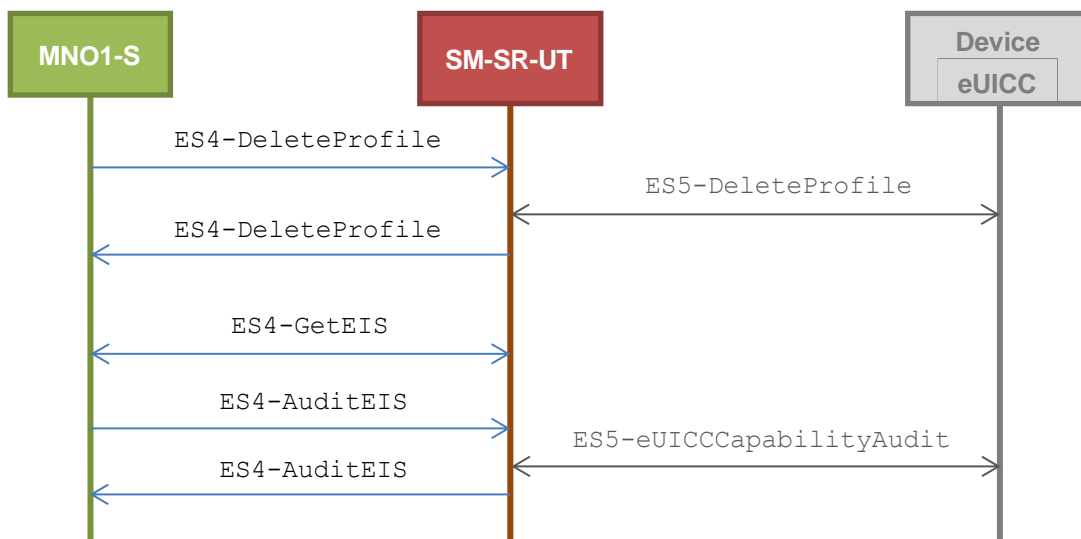 MNO1-S
SM-SR-UT
Device
eUICC
ES4-DeleteProfile
ES5-DeleteProfile
ES4-DeleteProfile
ES4-GetEIS
ES4-AuditEIS
ES5-eUICCCapabilityAudit
ES4-AuditEIS